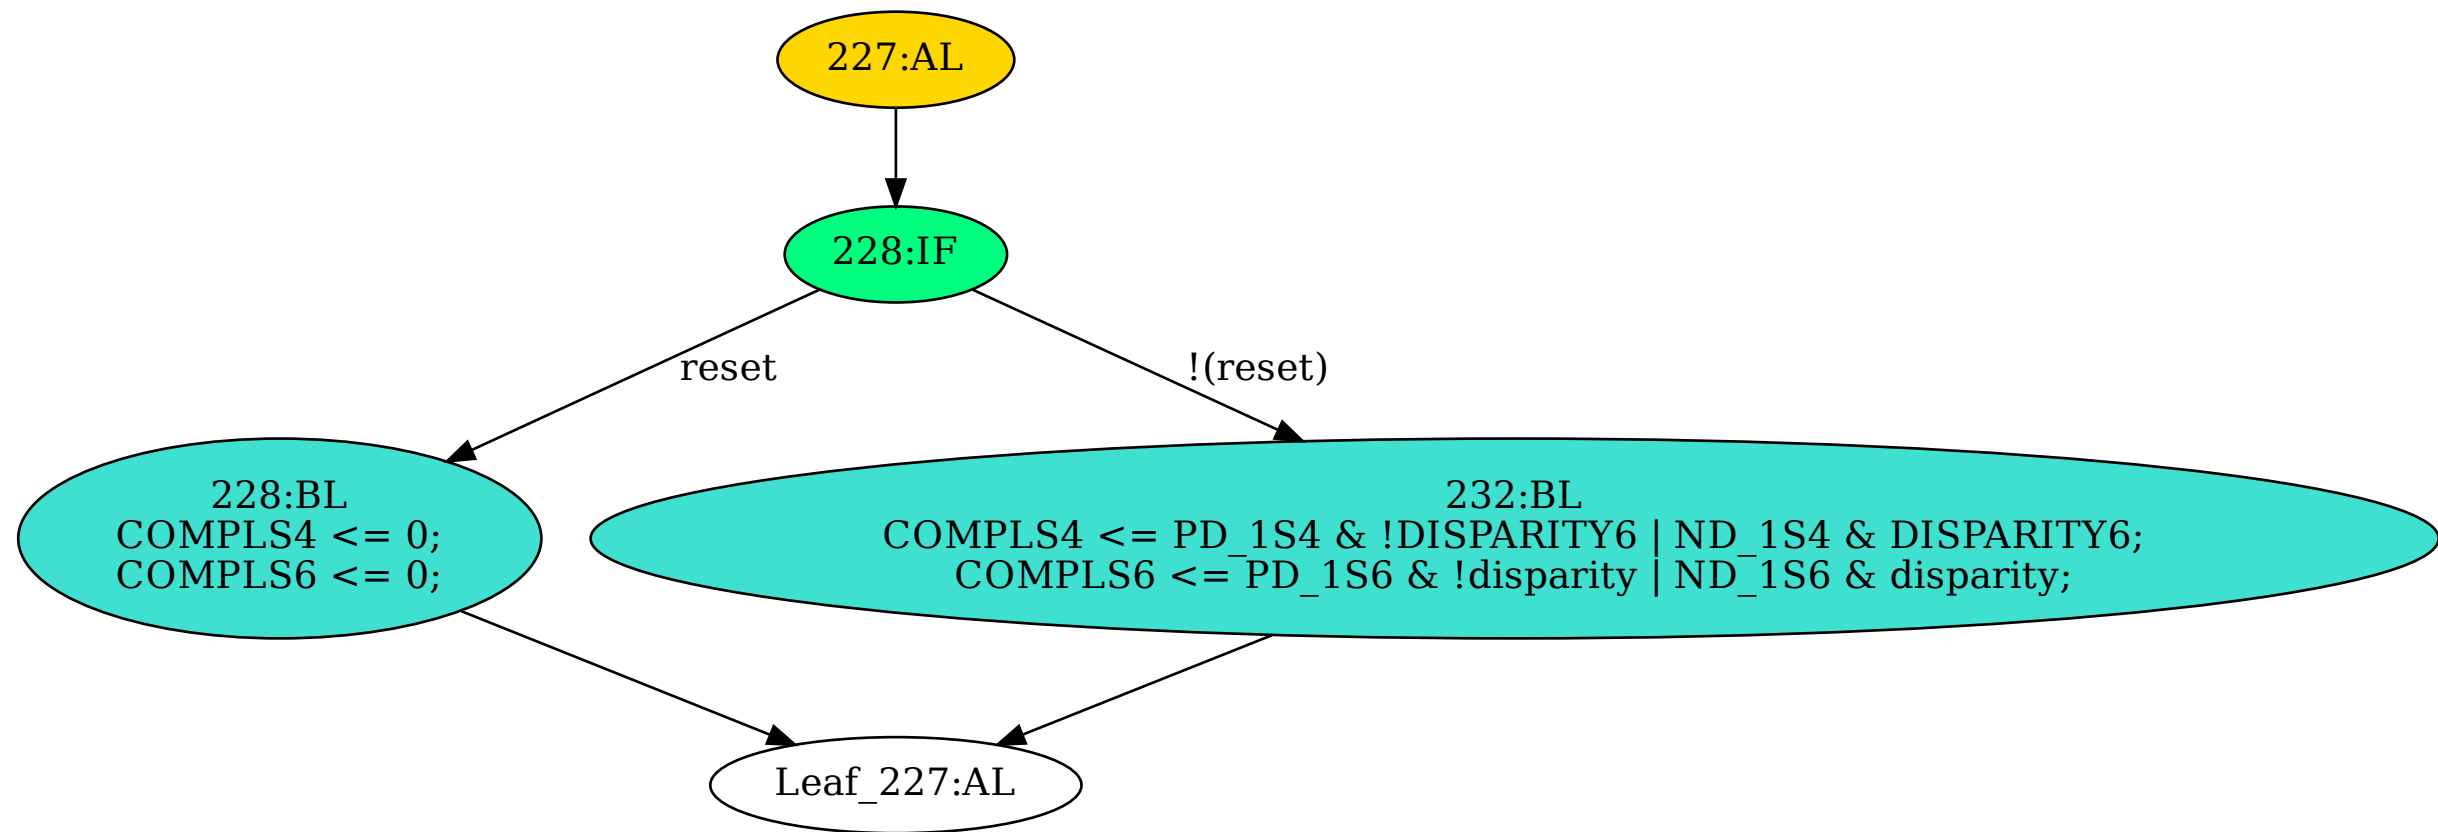 227:AL
228:IF
reset
!(reset)
228:BL
COMPLS4 <= 0;
COMPLS6 <= 0;
232:BL
COMPLS4 <= PD_1S4 & !DISPARITY6 | ND_1S4 & DISPARITY6;
COMPLS6 <= PD_1S6 & !disparity | ND_1S6 & disparity;
Leaf_227:AL